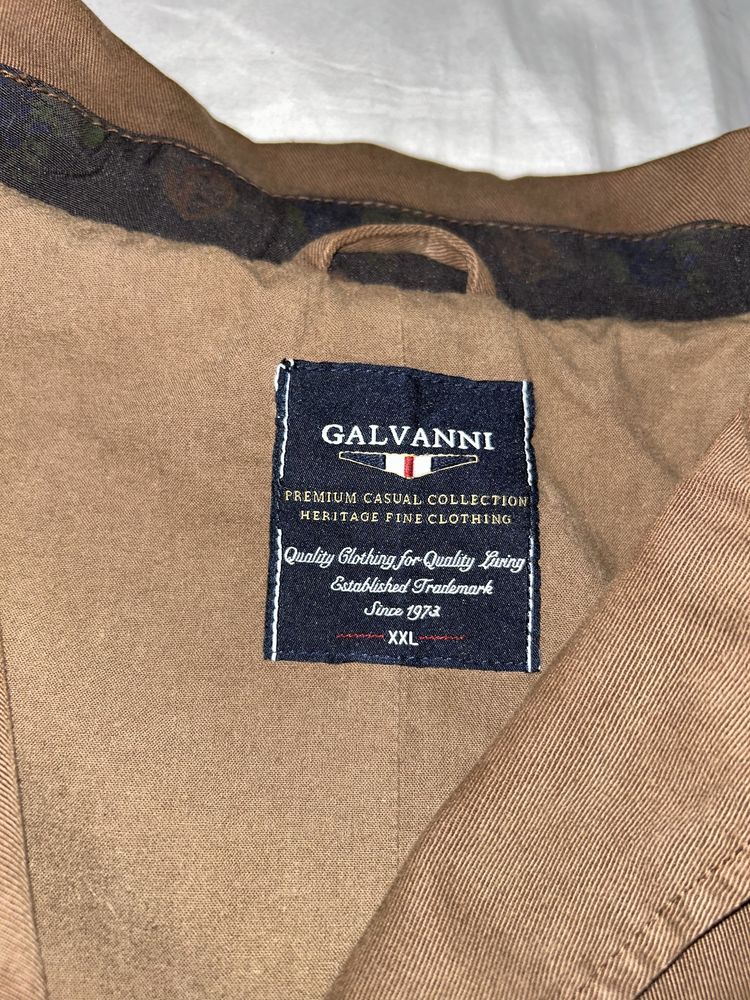 GALVANNI
PREMIUM CASUAL COLLECTION
HERITAGE FINE CLOTHING
Quality Clothing for Quality Living
Established Trademark
Since 1973
XXL